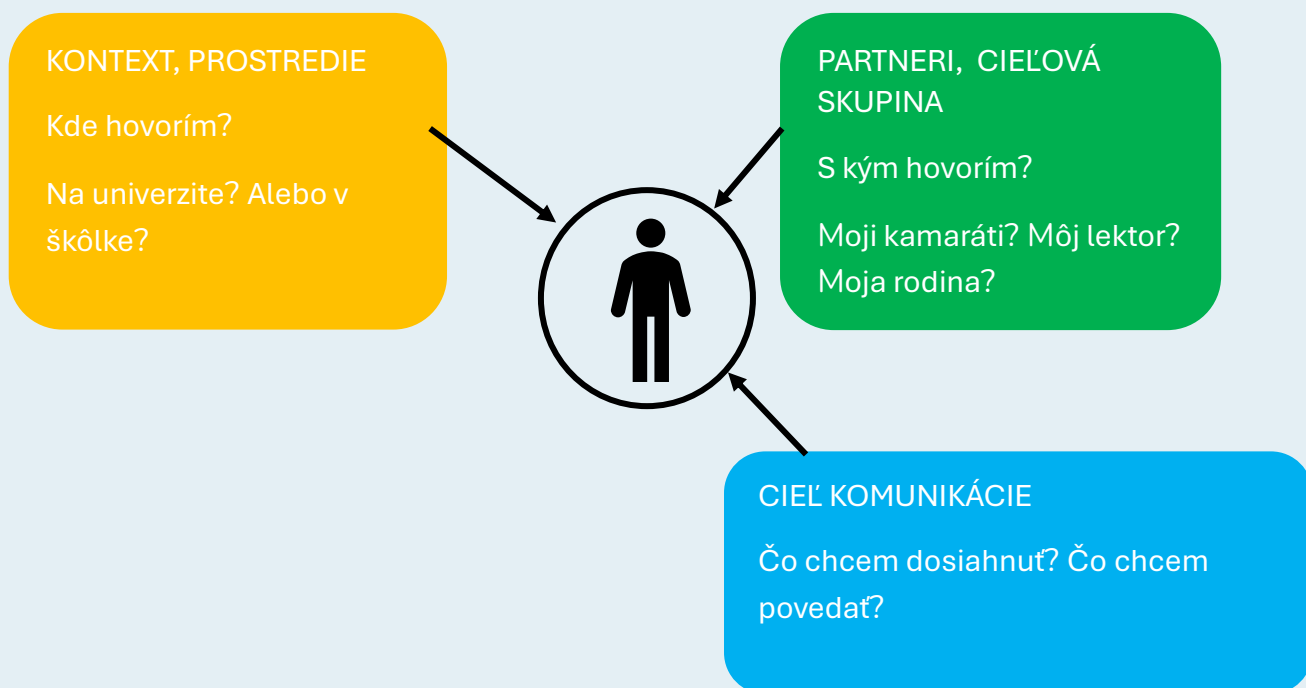 KONTEXT, PROSTREDIE
Kde hovorím?
Na univerzite? Alebo v
škôlke?
PARTNERI, CIEĽOVÁ
SKUPINA
S kým hovorím?
Moji kamaráti? Môj lektor?
Moja rodina?
CIEĽ KOMUNIKÁCIE
Čo chcem dosiahnuť? Čo chcem
povedať?